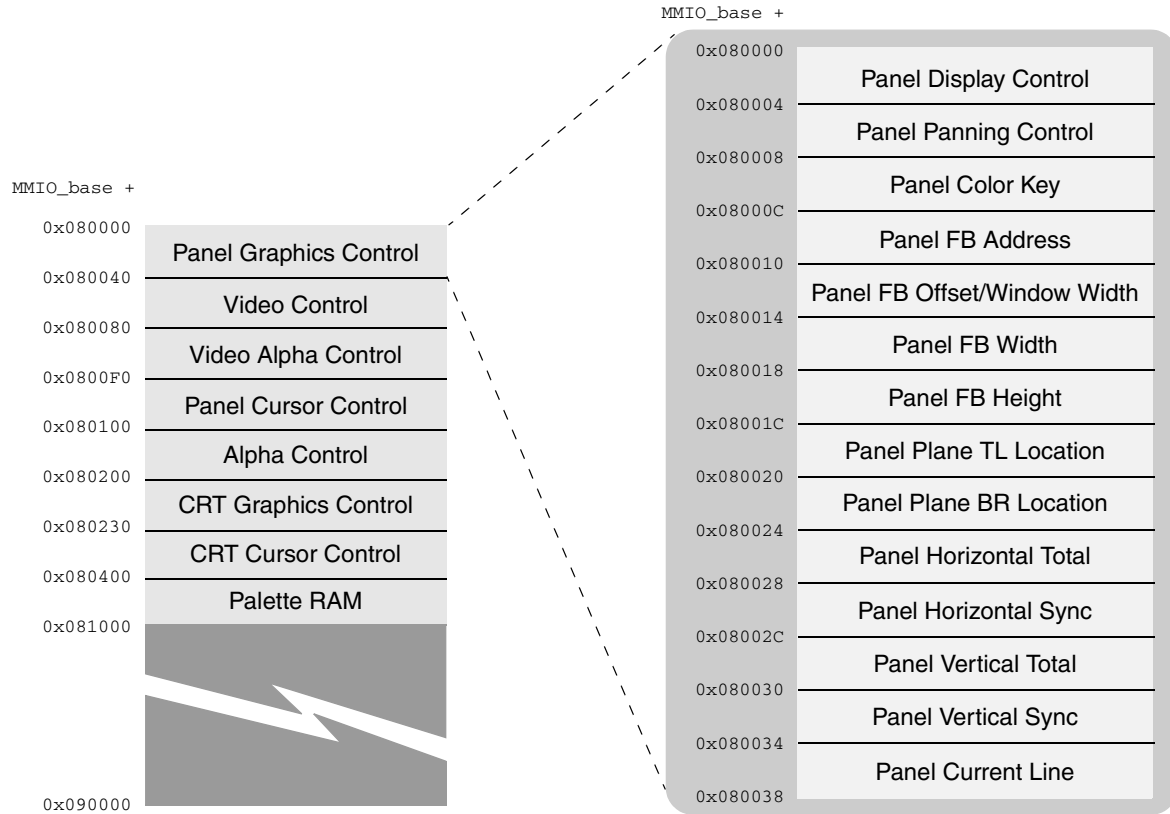 MMIO_base +
0x080000
Panel Graphics Control
0x080040
Video Control
0x080080
Video Alpha Control
0x0800F0
Panel Cursor Control
0x080100
Alpha Control
0x080200
CRT Graphics Control
0x080230
CRT Cursor Control
0x080400
Palette RAM
0x081000
0x090000
MMIO_base +
0x080000
Panel Display Control
0x080004
Panel Panning Control
0x080008
Panel Color Key
0x08000C
Panel FB Address
0x080010
Panel FB Offset/Window Width
0x080014
Panel FB Width
0x080018
Panel FB Height
0x08001C
Panel Plane TL Location
0x080020
Panel Plane BR Location
0x080024
Panel Horizontal Total
0x080028
Panel Horizontal Sync
0x08002C
Panel Vertical Total
0x080030
Panel Vertical Sync
0x080034
Panel Current Line
0x080038